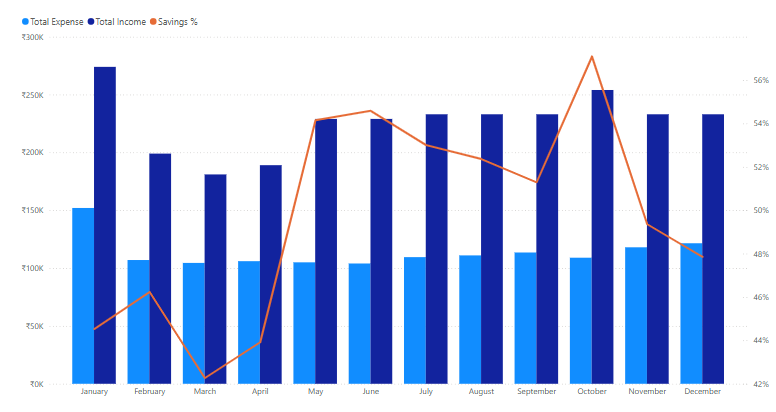 Total Expense Total Income Savings %
₹300K
₹250K
₹200K
₹150K
₹100K
₹50K
₹0K
56%
54%
52%
50%
48%
46%
44%
42%
January February March April May June July August September October November December